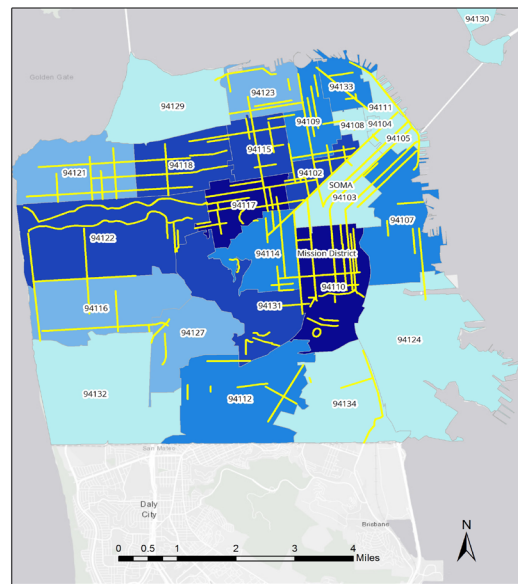 94130
Golden Gate
94123
94133
94129
94111
94109
94108
94104
94105
94115
94118
94121
94102
SOMA
94103
94117
94107
94122
94114
Mission District
94110
94131
94116
94127
94124
94132
94112
94134
San Mateo
Daly
City
Brisbane
N
0 0.5 1 2 3 4
Miles